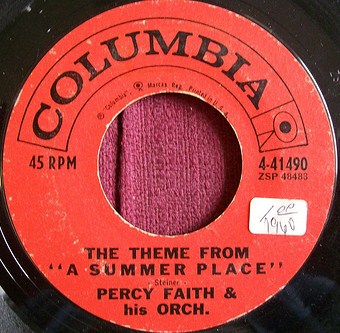 COLUMBIA
® "Columbia", Marcas Reg. Printed in U.S.A.
45 RPM
4-41490
ZSP 48483
1960
THE THEME FROM
"A SUMMER PLACE"
- Steiner -
PERCY FAITH &
his ORCH.